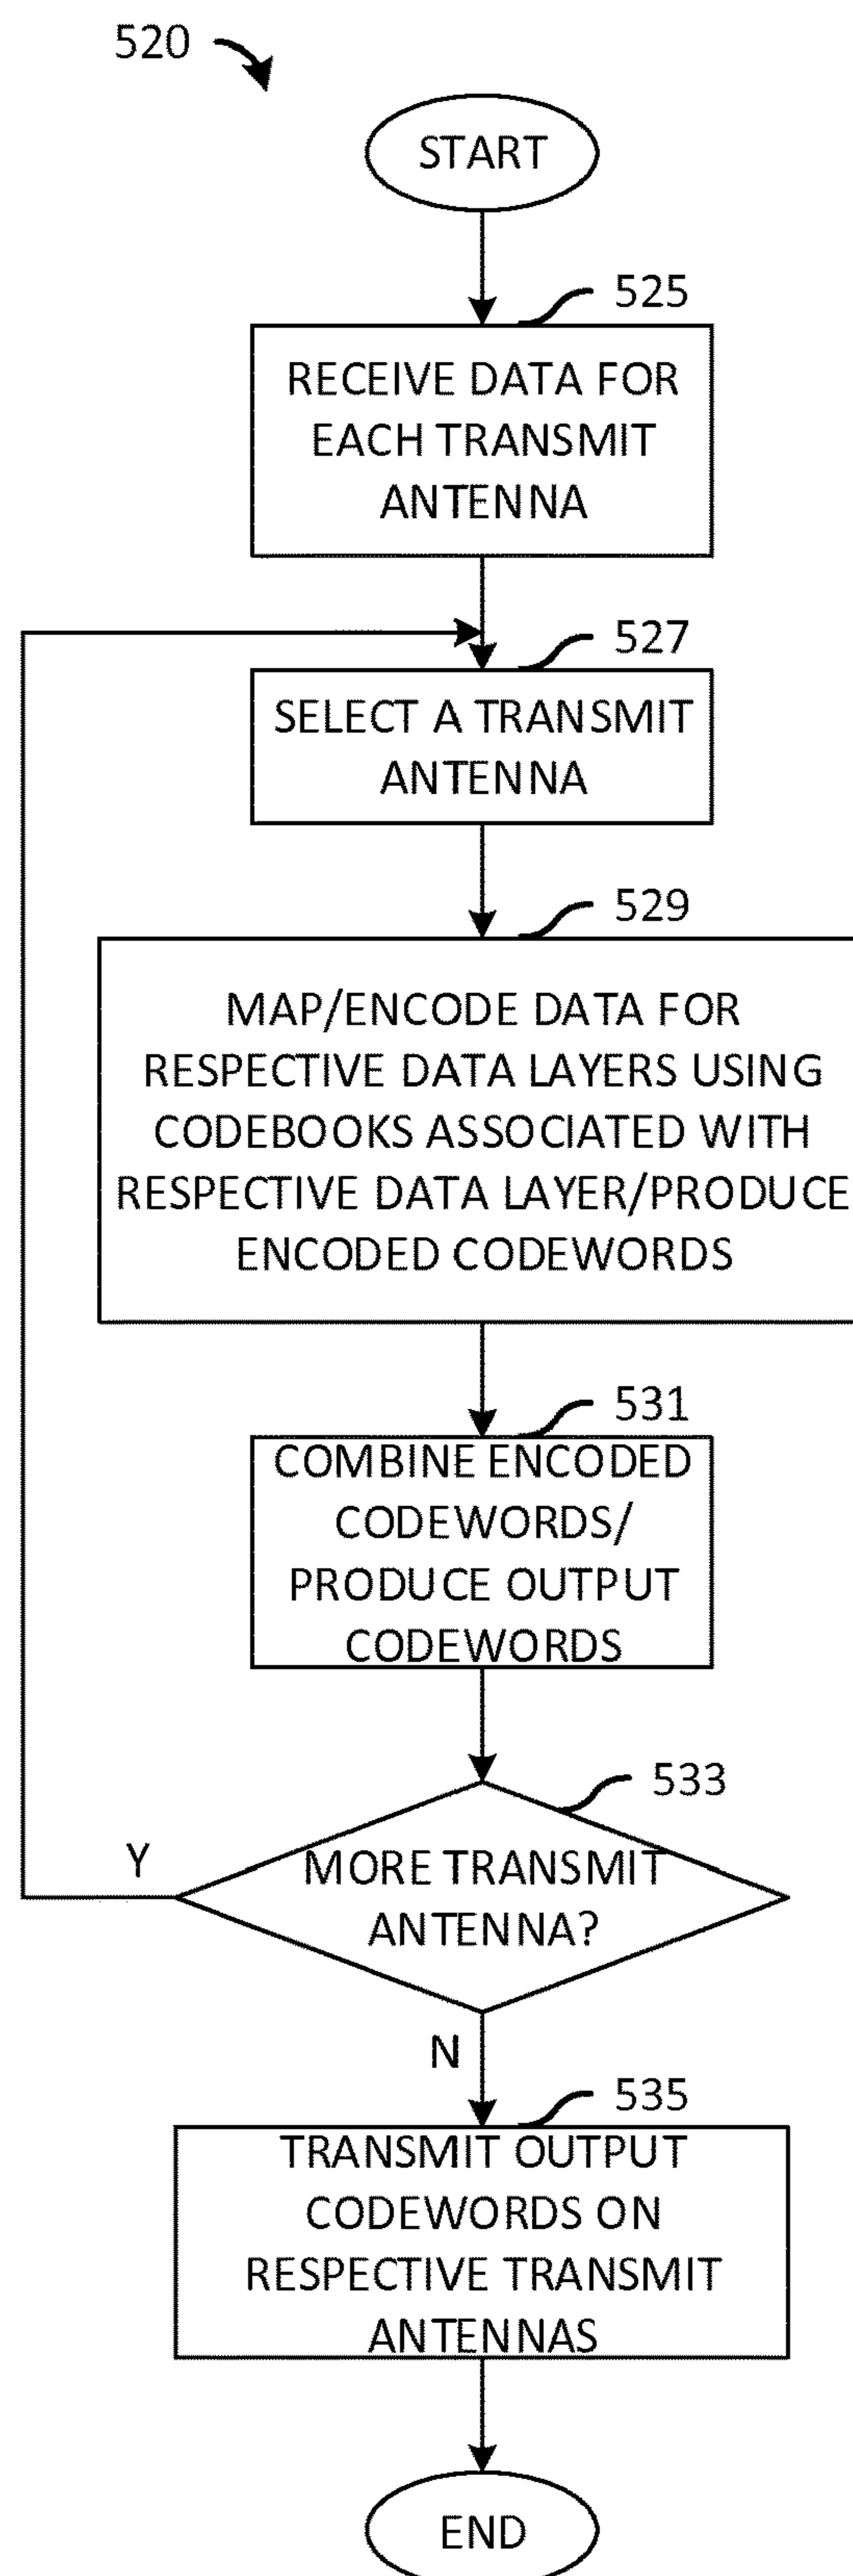 520
START
525
RECEIVE DATA FOR
EACH TRANSMIT
ANTENNA
527
SELECT A TRANSMIT
ANTENNA
529
MAP/ENCODE DATA FOR
RESPECTIVE DATA LAYERS USING
CODEBOOKS ASSOCIATED WITH
RESPECTIVE DATA LAYER/PRODUCE
ENCODED CODEWORDS
531
COMBINE ENCODED
CODEWORDS/
PRODUCE OUTPUT
CODEWORDS
533
Y
MORE TRANSMIT
ANTENNA?
N
535
TRANSMIT OUTPUT
CODEWORDS ON
RESPECTIVE TRANSMIT
ANTENNAS
END